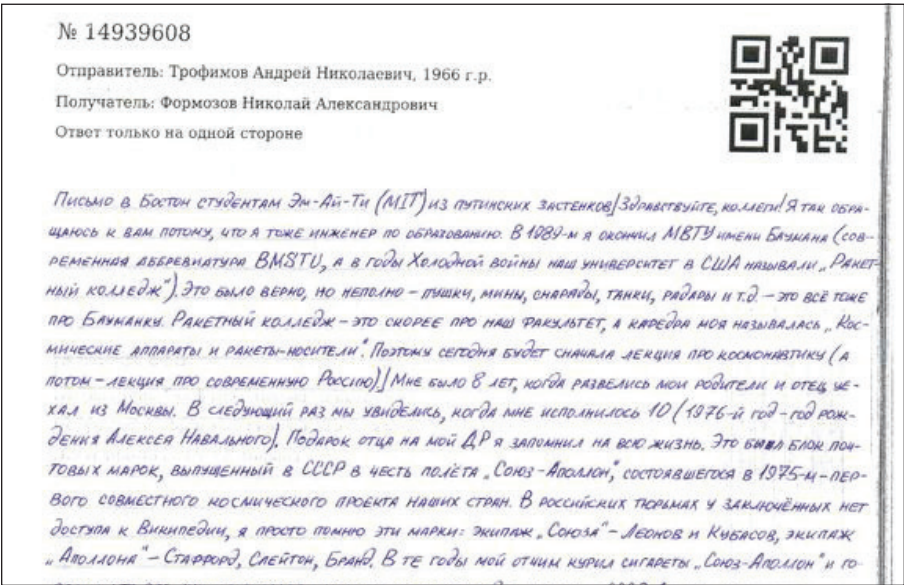 № 14939608
Отправитель: Трофимов Андрей Николаевич, 1966 г.р.
Получатель: Формозов Николай Александрович
Ответ только на одной стороне
Письмо в Бостон студентам Эм-Ай-Ти (MIT) из путинских застенков/Здравствуйте, коллеги! Я так обра-
щаюсь к вам потому, что я тоже инженер по образованию. В 1989-м я окончил МВТУ имени Баумана (сов-
ременная аббревиатура BMSTU, а в годы Холодной войны наш университет в США называли „Ракет-
ный колледж"). Это было верно, но неполно – пушки, мины, снаряды, танки, радары и т.д. – это всё тоже
про Бауманку. Ракетный колледж – это скорее про наш факультет, а кафедра моя называлась „Кос-
мические аппараты и ракеты-носители". Поэтому сегодня будет сначала лекция про космонавтику (а
потом – лекция про современную Россию)/Мне было 8 лет, когда развелись мои родители и отец уе-
хал из Москвы. В следующий раз мы увиделись, когда мне исполнилось 10 (1976-й год – год рож-
дения Алексея Навального). Подарок отца на мой ДР я запомнил на всю жизнь. Это был блок поч-
товых марок, выпущенный в СССР в честь полёта „Союз-Аполлон", состоявшегося в 1975-м – пер-
вого совместного космического проекта наших стран. В российских тюрьмах у заключённых нет
доступа к Википедии, я просто помню эти марки: экипаж „Союза" – Леонов и Кубасов, экипаж
„Аполлона" – Стаффорд, Слейтон, Бранд. В те годы мой отчим курил сигареты „Союз-Аполлон" и го-